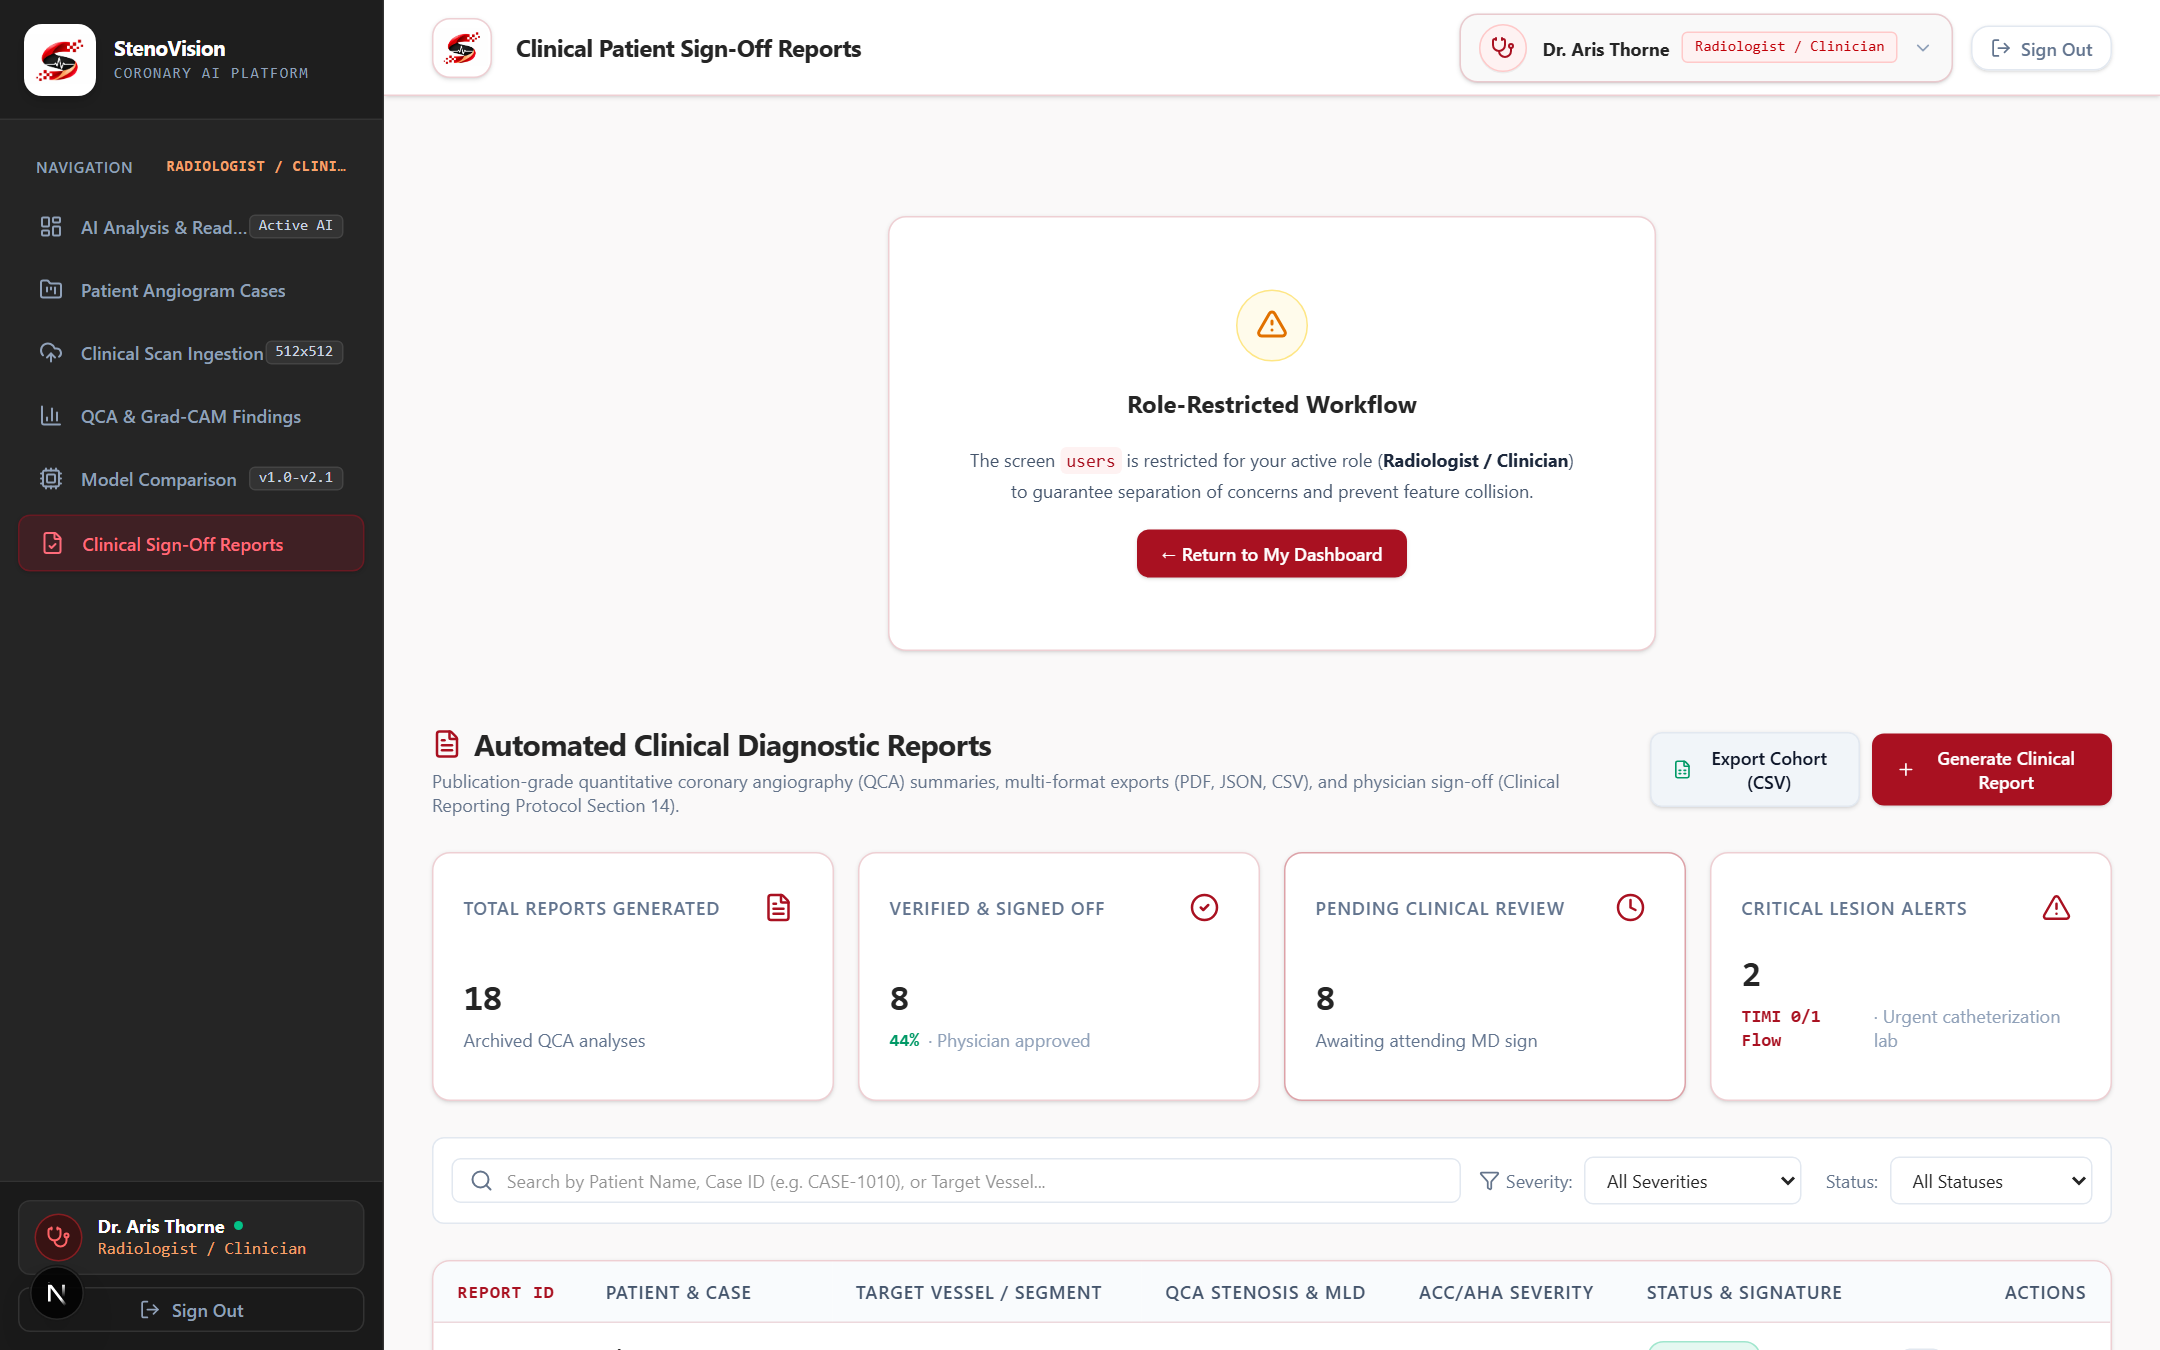 StenoVision
CORONARY AI PLATFORM
NAVIGATION RADIOLOGIST / CLINI…
AI Analysis & Read... Active AI
Patient Angiogram Cases
Clinical Scan Ingestion 512x512
QCA & Grad-CAM Findings
Model Comparison v1.0-v2.1
Clinical Sign-Off Reports
Dr. Aris Thorne
Radiologist / Clinician
N
Sign Out
Clinical Patient Sign-Off Reports
Dr. Aris Thorne Radiologist / Clinician
Sign Out
Role-Restricted Workflow
The screen users is restricted for your active role (Radiologist / Clinician)
to guarantee separation of concerns and prevent feature collision.
← Return to My Dashboard
Automated Clinical Diagnostic Reports
Publication-grade quantitative coronary angiography (QCA) summaries, multi-format exports (PDF, JSON, CSV), and physician sign-off (Clinical
Reporting Protocol Section 14).
Export Cohort
(CSV)
+ Generate Clinical
Report
TOTAL REPORTS GENERATED
18
Archived QCA analyses
VERIFIED & SIGNED OFF
8
44% · Physician approved
PENDING CLINICAL REVIEW
8
Awaiting attending MD sign
CRITICAL LESION ALERTS
2
TIMI 0/1
Flow
· Urgent catheterization
lab
Search by Patient Name, Case ID (e.g. CASE-1010), or Target Vessel...
Severity: All Severities
Status: All Statuses
REPORT ID PATIENT & CASE TARGET VESSEL / SEGMENT QCA STENOSIS & MLD ACC/AHA SEVERITY STATUS & SIGNATURE ACTIONS